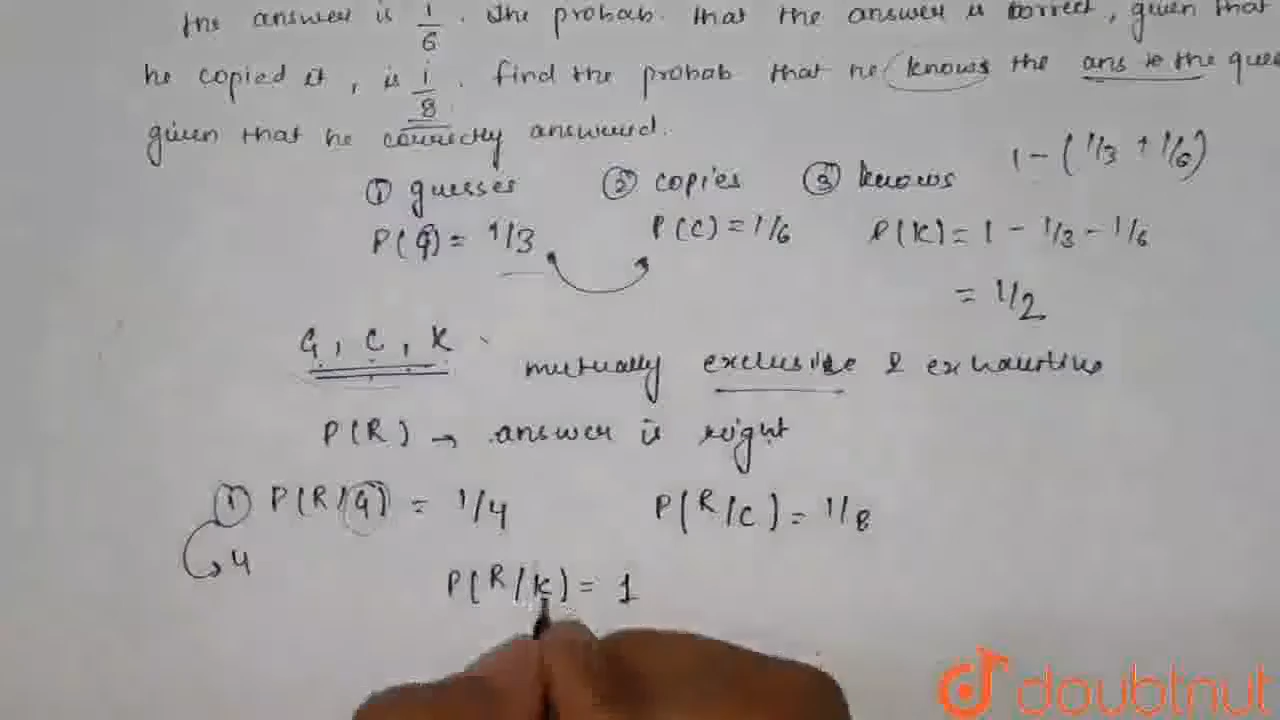 the answer is 1/6. The probab. that the answer is correct, given that
he copied it, is 1/8. find the probab that he knows the ans to the ques
given that he correctly answered.
1 - (1/3 + 1/6)
① guesses ② copies ③ knows
P(G) = 1/3 P(C) = 1/6 P(K) = 1 - 1/3 - 1/6
= 1/2
G, C, K
mutually exclusive & exhaustive
P(R) → answer is right
① P(R/G) = 1/4 P(R/C) = 1/8
4
P(R/K) = 1
doubtnut